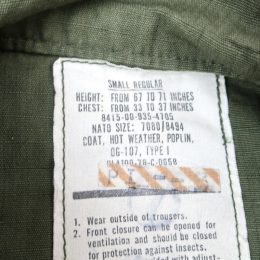 SMALL REGULAR
HEIGHT: FROM 67 TO 71 INCHES
CHEST: FROM 33 TO 37 INCHES
8415-00-935-4705
NATO SIZE: 7080/8494
COAT, HOT WEATHER, POPLIN,
OG-107, TYPE I
1. Wear outside of trousers.
2. Front closure can be opened for
ventilation and should be closed
for protection against insects.
with adjust-